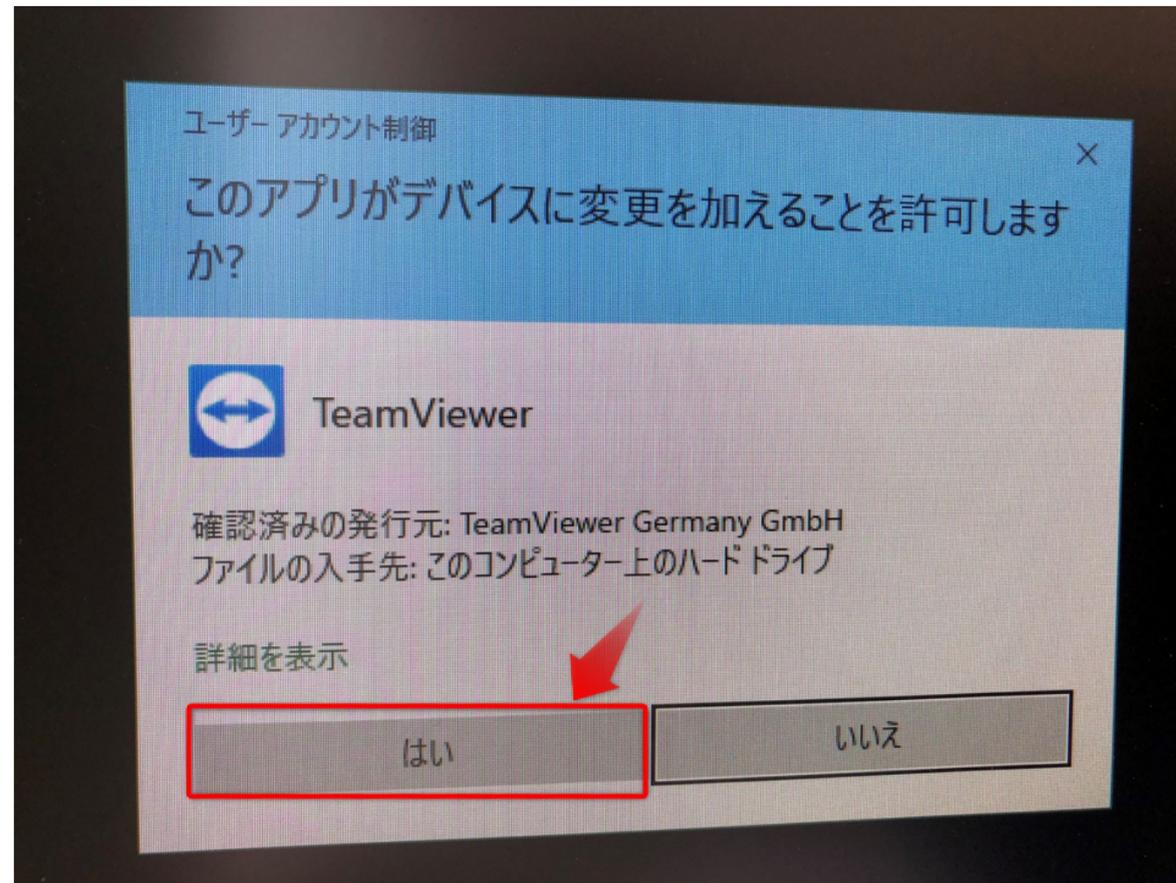 ユーザー アカウント制御
このアプリがデバイスに変更を加えることを許可します
か?
TeamViewer
確認済みの発行元: TeamViewer Germany GmbH
ファイルの入手先: このコンピューター上のハード ドライブ
詳細を表示
はい
いいえ